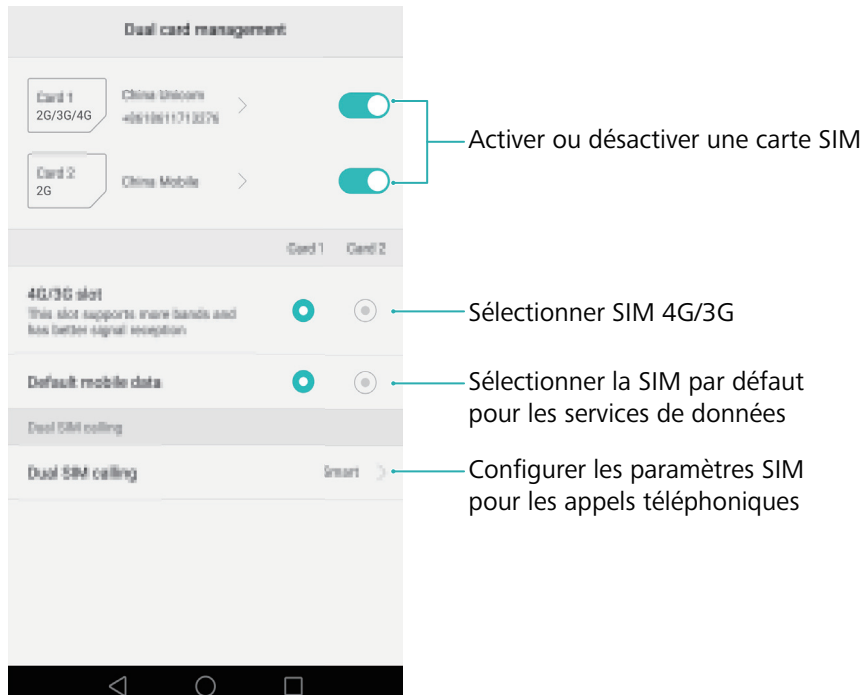 Dual card management
Card 1
2G/3G/4G
China Unicom
Card 2
2G
China Mobile
Activer ou désactiver une carte SIM
Card 1 Card 2
4G/3G slot
This slot supports more bands and
has better signal reception
Sélectionner SIM 4G/3G
Default mobile data
Sélectionner la SIM par défaut
pour les services de données
Dual SIM calling
Dual SIM calling Smart
Configurer les paramètres SIM
pour les appels téléphoniques